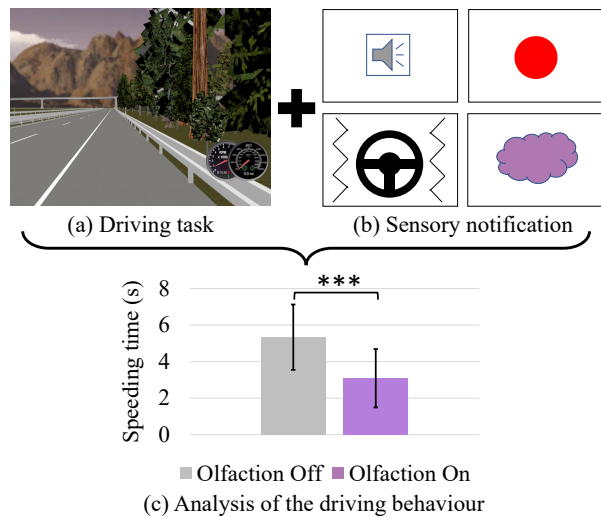 (a) Driving task
(b) Sensory notification
***
Speeding time (s)
8
6
4
2
0
Olfaction Off
Olfaction On
(c) Analysis of the driving behaviour